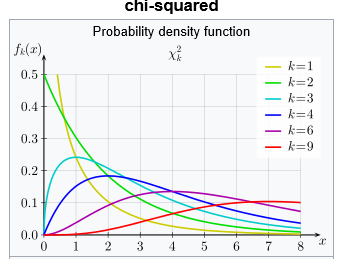 chi-squared
Probability density function
χ²ₖ
fₖ(x)
k=1
k=2
k=3
k=4
k=6
k=9
0.5
0.4
0.3
0.2
0.1
0.0
0 1 2 3 4 5 6 7 8 x